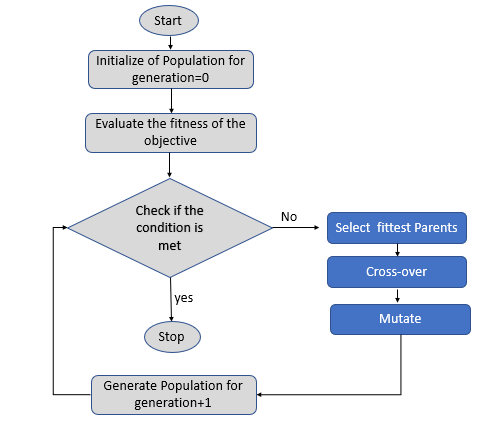 Start
Initialize of Population for
generation=0
Evaluate the fitness of the
objective
Check if the
condition is
met
No
Select fittest Parents
Cross-over
Mutate
yes
Stop
Generate Population for
generation+1